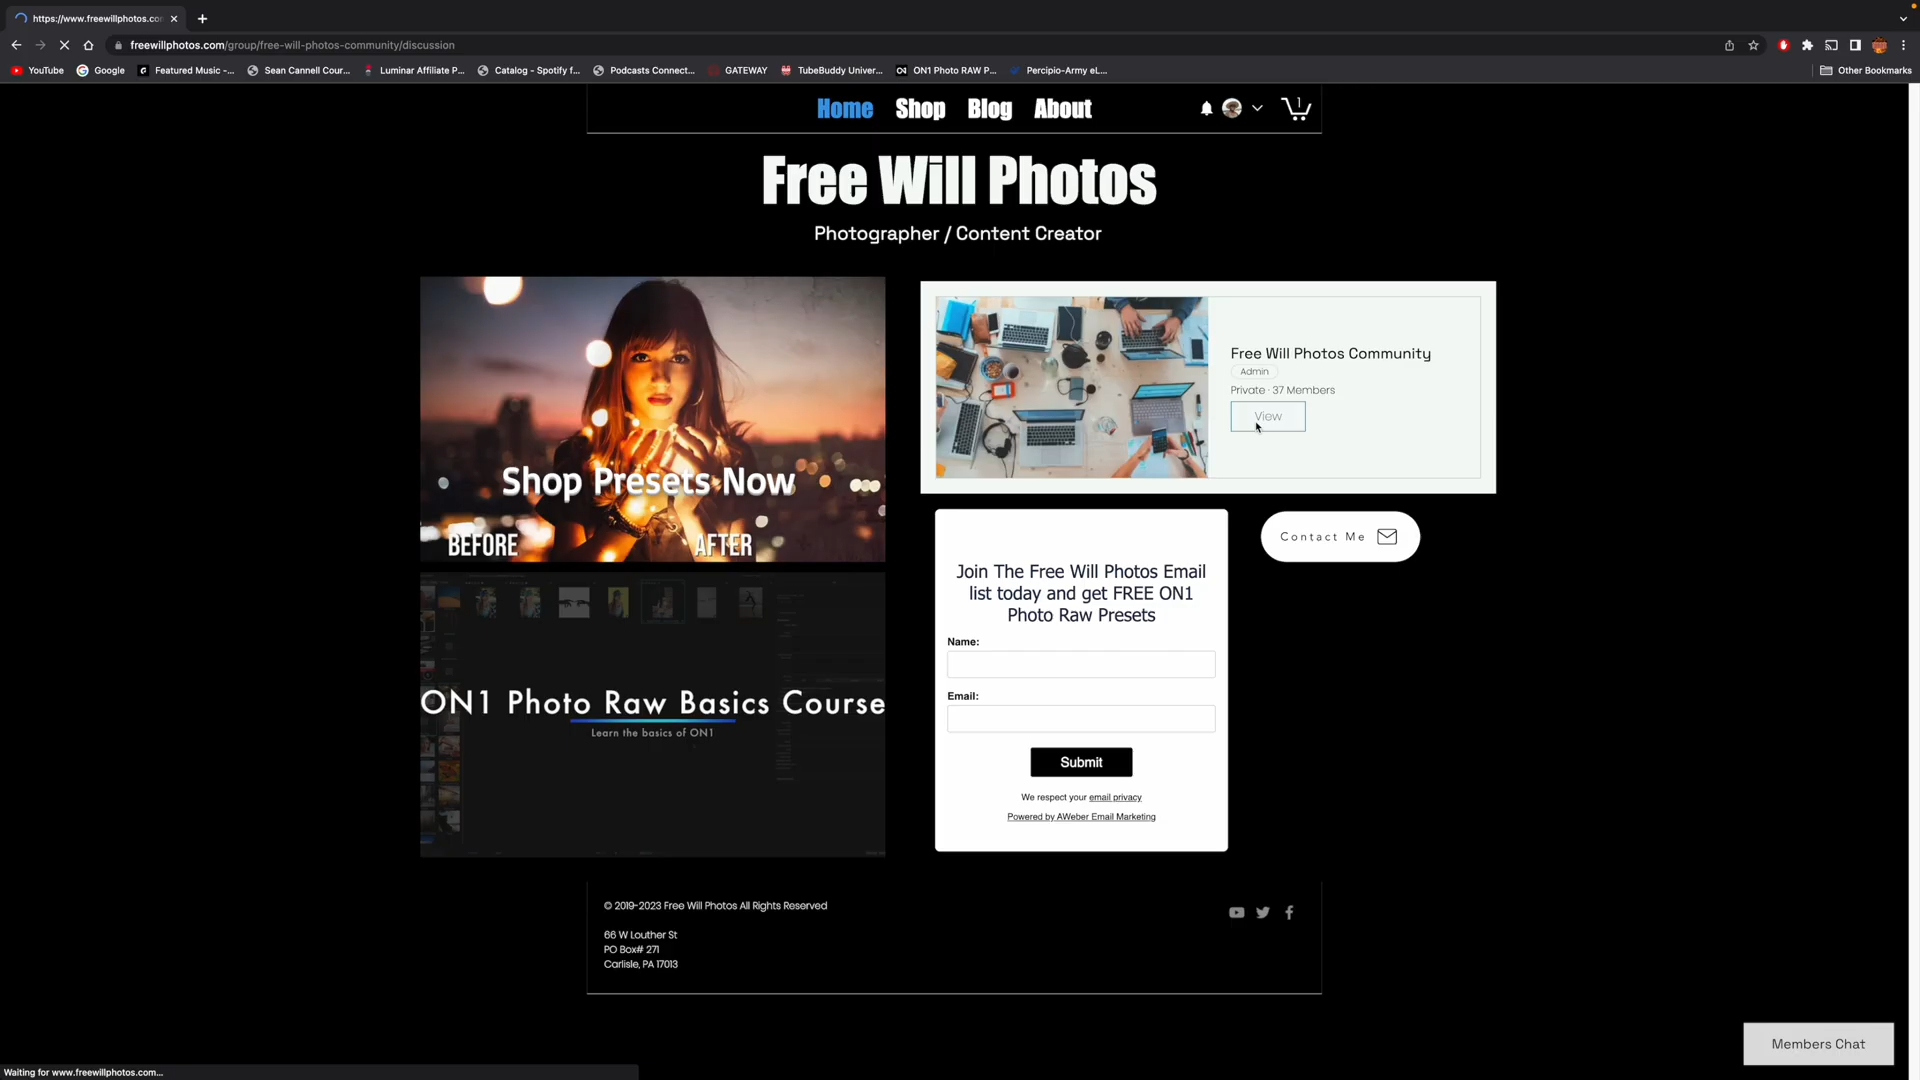 https://www.freewillphotos.co
freewillphotos.com/group/free-will-photos-community/discussion
YouTube
Google
Featured Music -...
Sean Cannell Cour...
Luminar Affiliate P...
Catalog - Spotify f...
Podcasts Connect...
GATEWAY
TubeBuddy Univer...
ON1 Photo RAW P...
Percipio-Army eL...
Other Bookmarks
Home
Shop
Blog
About
1
Free Will Photos
Photographer / Content Creator
Shop Presets Now
BEFORE
AFTER
Free Will Photos Community
Admin
Private · 37 Members
View
Contact Me
Join The Free Will Photos Email
list today and get FREE ON1
Photo Raw Presets
Name:
Email:
Submit
We respect your email privacy
Powered by AWeber Email Marketing
ON1 Photo Raw Basics Course
Learn the basics of ON1
© 2019-2023 Free Will Photos All Rights Reserved
66 W Louther St
PO Box# 271
Carlisle, PA 17013
Members Chat
Waiting for www.freewillphotos.com...